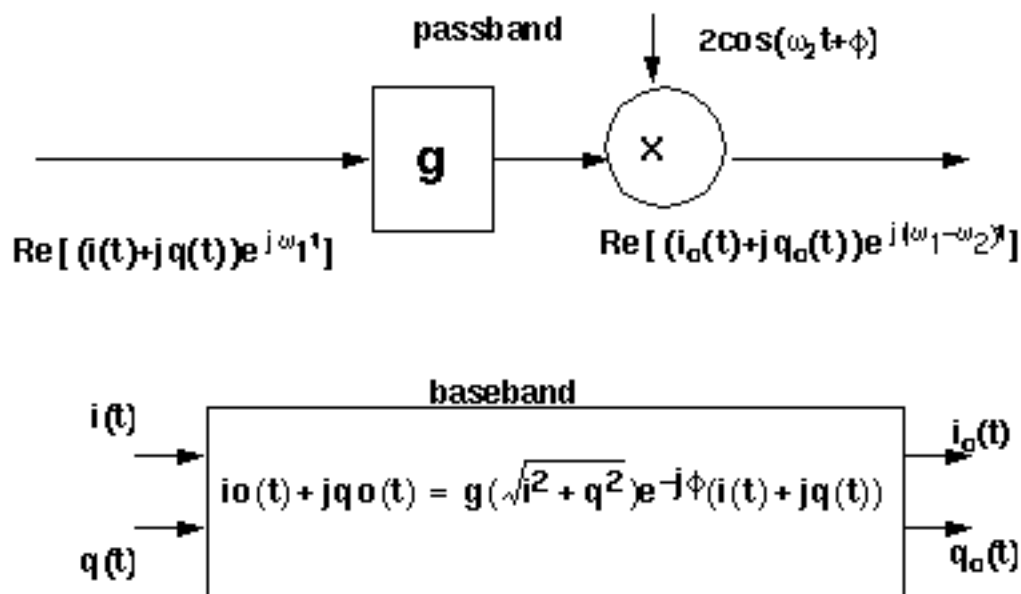 passband
2cos(ω₂t+ϕ)
g
×
Re[ (i(t)+jq(t))e^{jω₁t}]
Re[ (iₒ(t)+jqₒ(t))e^{j(ω₁−ω₂)t}]
baseband
i(t)
iₒ(t)
io(t)+jqo(t) = g(√i²+q²)e^{−jϕ}(i(t)+jq(t))
q(t)
qₒ(t)